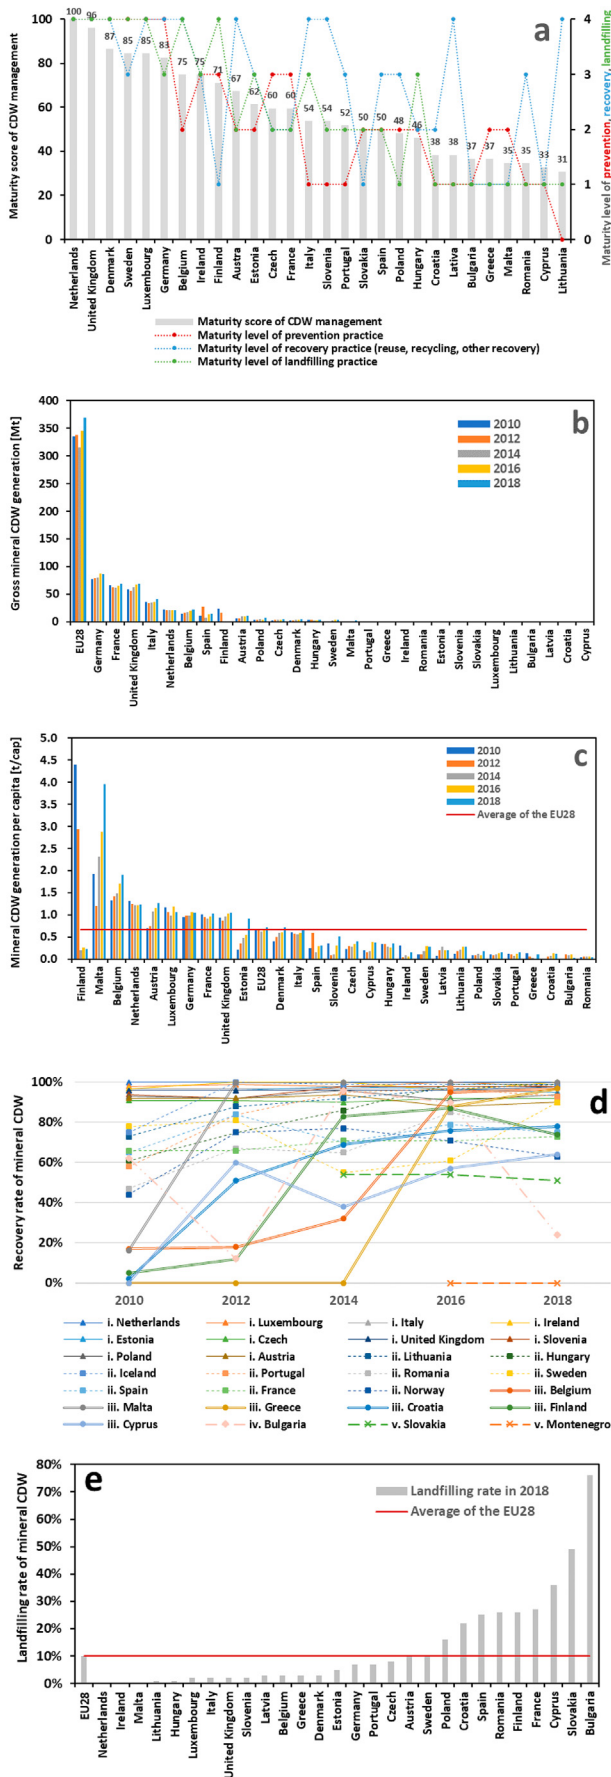 a
Maturity score of CDW management
100
80
60
40
20
0
100
96
87
85
85
83
75
75
71
67
62
60
60
54
54
52
50
50
48
46
38
38
37
37
35
35
33
31
4
3
2
1
0
Maturity level of prevention, recovery, lanndfilling
Netherlands
United Kingdom
Denmark
Sweden
Luxembourg
Germany
Belgium
Ireland
Finland
Austra
Estonia
Czech
France
Italy
Slovenia
Portugal
Slovakia
Spain
Poland
Hungary
Croatia
Lativa
Bulgaria
Greece
Malta
Romania
Cyprus
Lithuania
Maturity score of CDW management
Maturity level of prevention practice
Maturity level of recovery practice (reuse, recycling, other recovery)
Maturity level of landfilling practice
b
Gross mineral CDW generation [Mt]
400
350
300
250
200
150
100
50
0
2010
2012
2014
2016
2018
EU28
Germany
France
United Kingdom
Italy
Netherlands
Belgium
Spain
Finland
Austria
Poland
Czech
Denmark
Hungary
Sweden
Malta
Portugal
Greece
Ireland
Romania
Estonia
Slovenia
Slovakia
Luxembourg
Lithuania
Bulgaria
Latvia
Croatia
Cyprus
c
Mineral CDW generation per capita [t/cap]
5.0
4.5
4.0
3.5
3.0
2.5
2.0
1.5
1.0
0.5
0.0
2010
2012
2014
2016
2018
Average of the EU28
Finland
Malta
Belgium
Netherlands
Austria
Luxembourg
Germany
France
United Kingdom
Estonia
EU28
Denmark
Italy
Spain
Slovenia
Czech
Cyprus
Hungary
Ireland
Sweden
Latvia
Lithuania
Poland
Slovakia
Portugal
Greece
Croatia
Bulgaria
Romania
d
Recovery rate of mineral CDW
100%
80%
60%
40%
20%
0%
2010 2012 2014 2016 2018
i. Netherlands i. Luxembourg i. Italy i. Ireland
i. Estonia i. Czech i. United Kingdom i. Slovenia
i. Poland i. Austria ii. Lithuania ii. Hungary
ii. Iceland ii. Portugal ii. Romania ii. Sweden
ii. Spain ii. France ii. Norway iii. Belgium
iii. Malta iii. Greece iii. Croatia iii. Finland
iii. Cyprus iv. Bulgaria v. Slovakia v. Montenegro
e
Landfilling rate of mineral CDW
80%
70%
60%
50%
40%
30%
20%
10%
0%
Landfilling rate in 2018
Average of the EU28
EU28
Netherlands
Ireland
Malta
Lithuania
Hungary
Luxembourg
Italy
United Kingdom
Slovenia
Latvia
Belgium
Greece
Denmark
Estonia
Germany
Portugal
Czech
Austria
Sweden
Poland
Croatia
Spain
Romania
Finland
France
Cyprus
Slovakia
Bulgaria